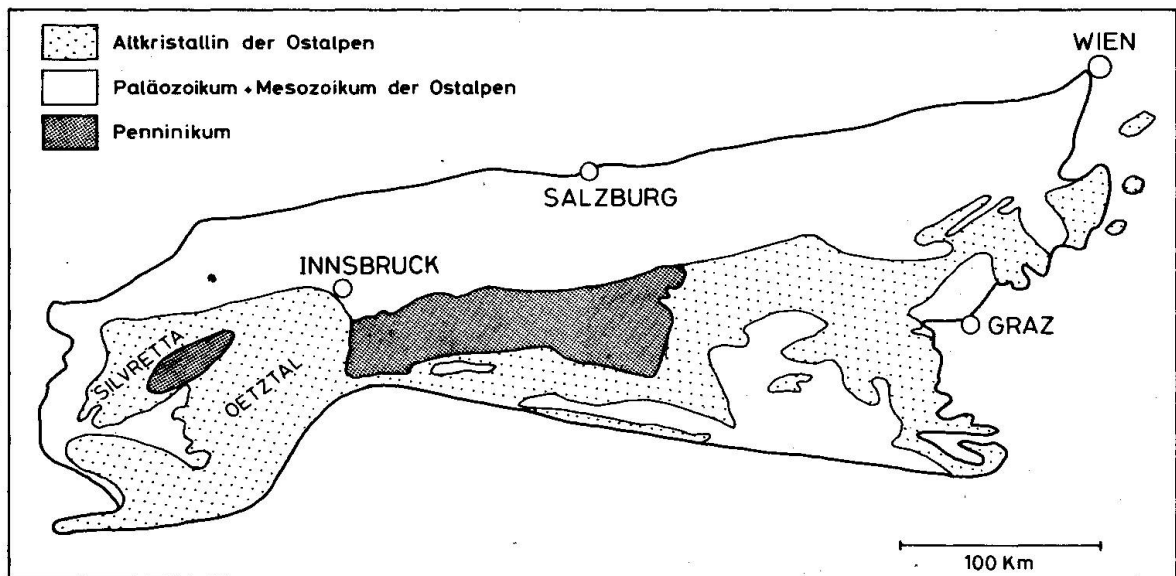 Altkristallin der Ostalpen
Paläozoikum + Mesozoikum der Ostalpen
Penninikum
WIEN
SALZBURG
INNSBRUCK
GRAZ
SILVRETTA
OETZTAL
100 Km